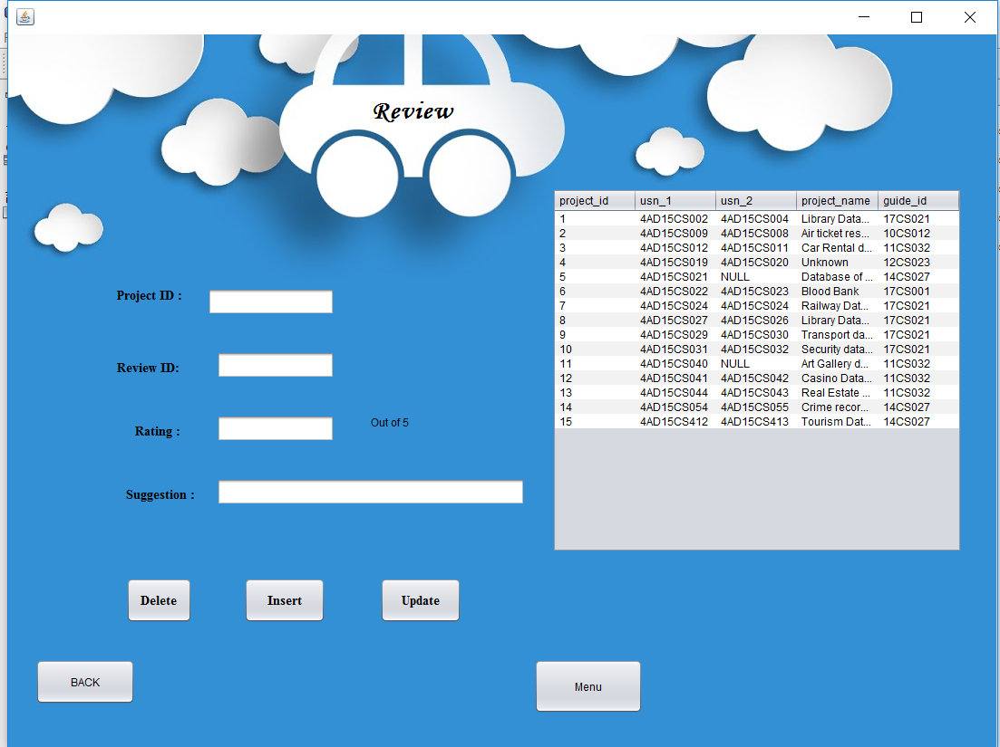 Review
project_id usn_1 usn_2 project_name guide_id
1 4AD15CS002 4AD15CS004 Library Data... 17CS021
2 4AD15CS009 4AD15CS008 Air ticket res... 10CS012
3 4AD15CS012 4AD15CS011 Car Rental d... 11CS032
4 4AD15CS019 4AD15CS020 Unknown 12CS023
5 4AD15CS021 NULL Database of ... 14CS027
6 4AD15CS022 4AD15CS023 Blood Bank 17CS001
7 4AD15CS024 4AD15CS024 Railway Dat... 17CS021
8 4AD15CS027 4AD15CS026 Library Data... 17CS021
9 4AD15CS029 4AD15CS030 Transport da... 17CS021
10 4AD15CS031 4AD15CS032 Security data... 17CS021
11 4AD15CS040 NULL Art Gallery d... 11CS032
12 4AD15CS041 4AD15CS042 Casino Data... 11CS032
13 4AD15CS044 4AD15CS043 Real Estate ... 11CS032
14 4AD15CS054 4AD15CS055 Crime recor... 14CS027
15 4AD15CS412 4AD15CS413 Tourism Dat... 14CS027
Project ID :
Review ID:
Rating :
Out of 5
Suggestion :
Delete
Insert
Update
BACK
Menu